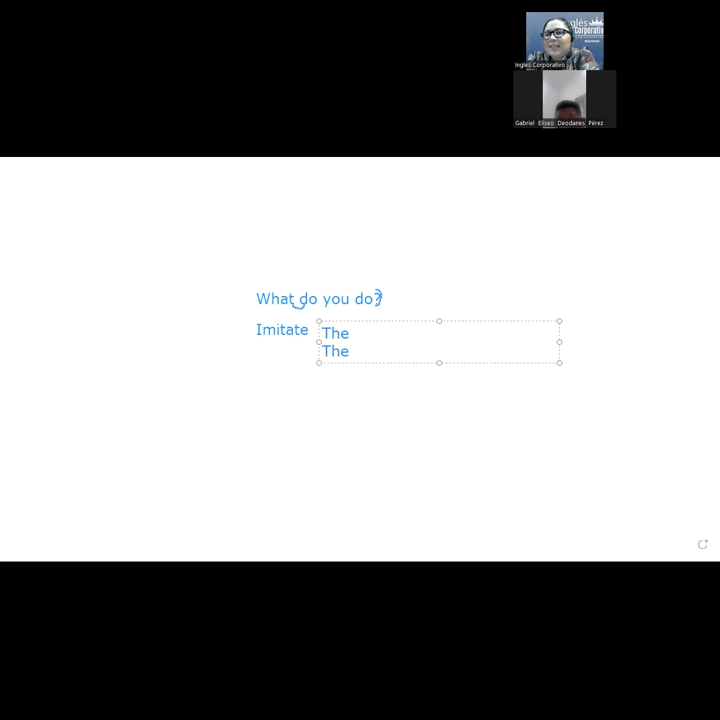 Inglés Corporativo
Gabriel Eliseo Deodanes Pérez
What do you do?
Imitate
The
The